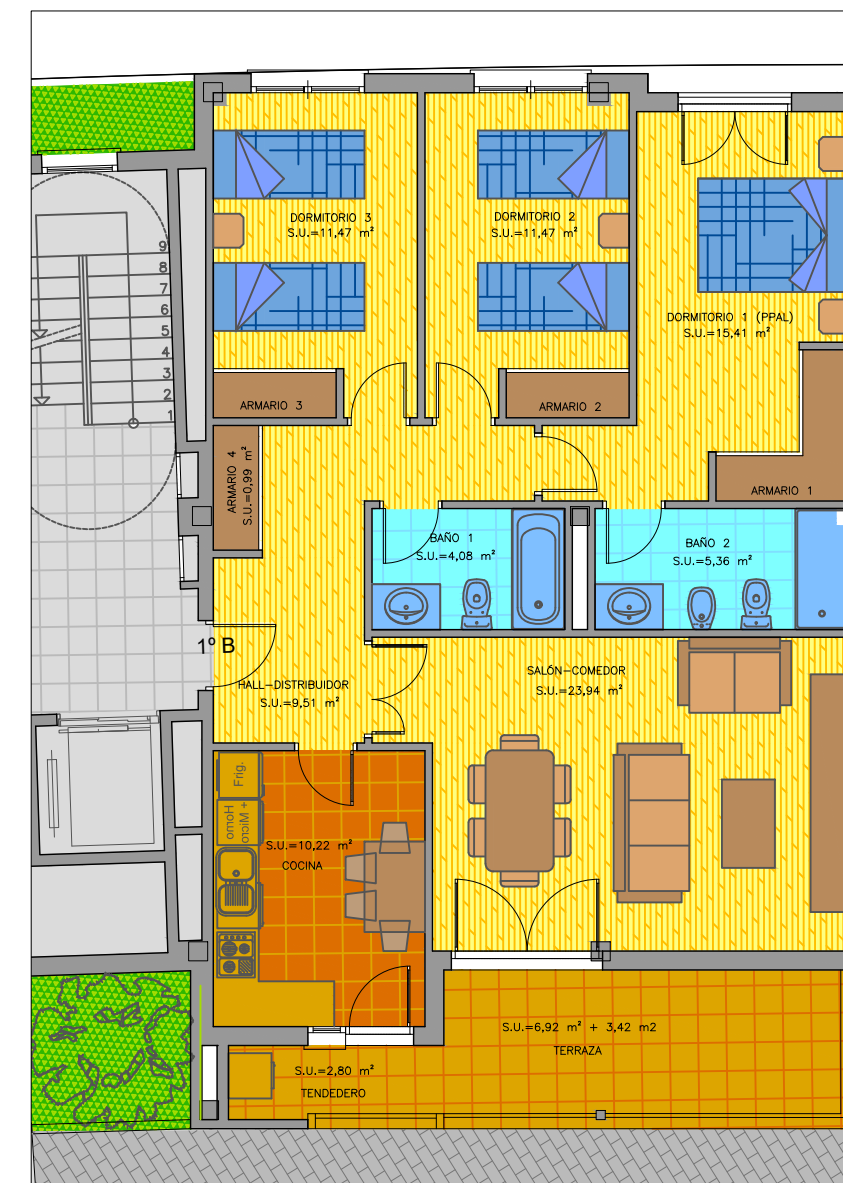 DORMITORIO 3
S.U.=11,47 m²
DORMITORIO 2
S.U.=11,47 m²
DORMITORIO 1 (PPAL)
S.U.=15,41 m²
9
8
7
6
5
4
3
2
1
ARMARIO 3
ARMARIO 2
ARMARIO 4
S.U.=0,99 m²
ARMARIO 1
BAÑO 1
S.U.=4,08 m²
BAÑO 2
S.U.=5,36 m²
1º B
HALL-DISTRIBUIDOR
S.U.=9,51 m²
SALÓN-COMEDOR
S.U.=23,94 m²
Frig.
Horno
+ Micro
S.U.=10,22 m²
COCINA
S.U.=6,92 m² + 3,42 m2
TERRAZA
S.U.=2,80 m²
TENDEDERO